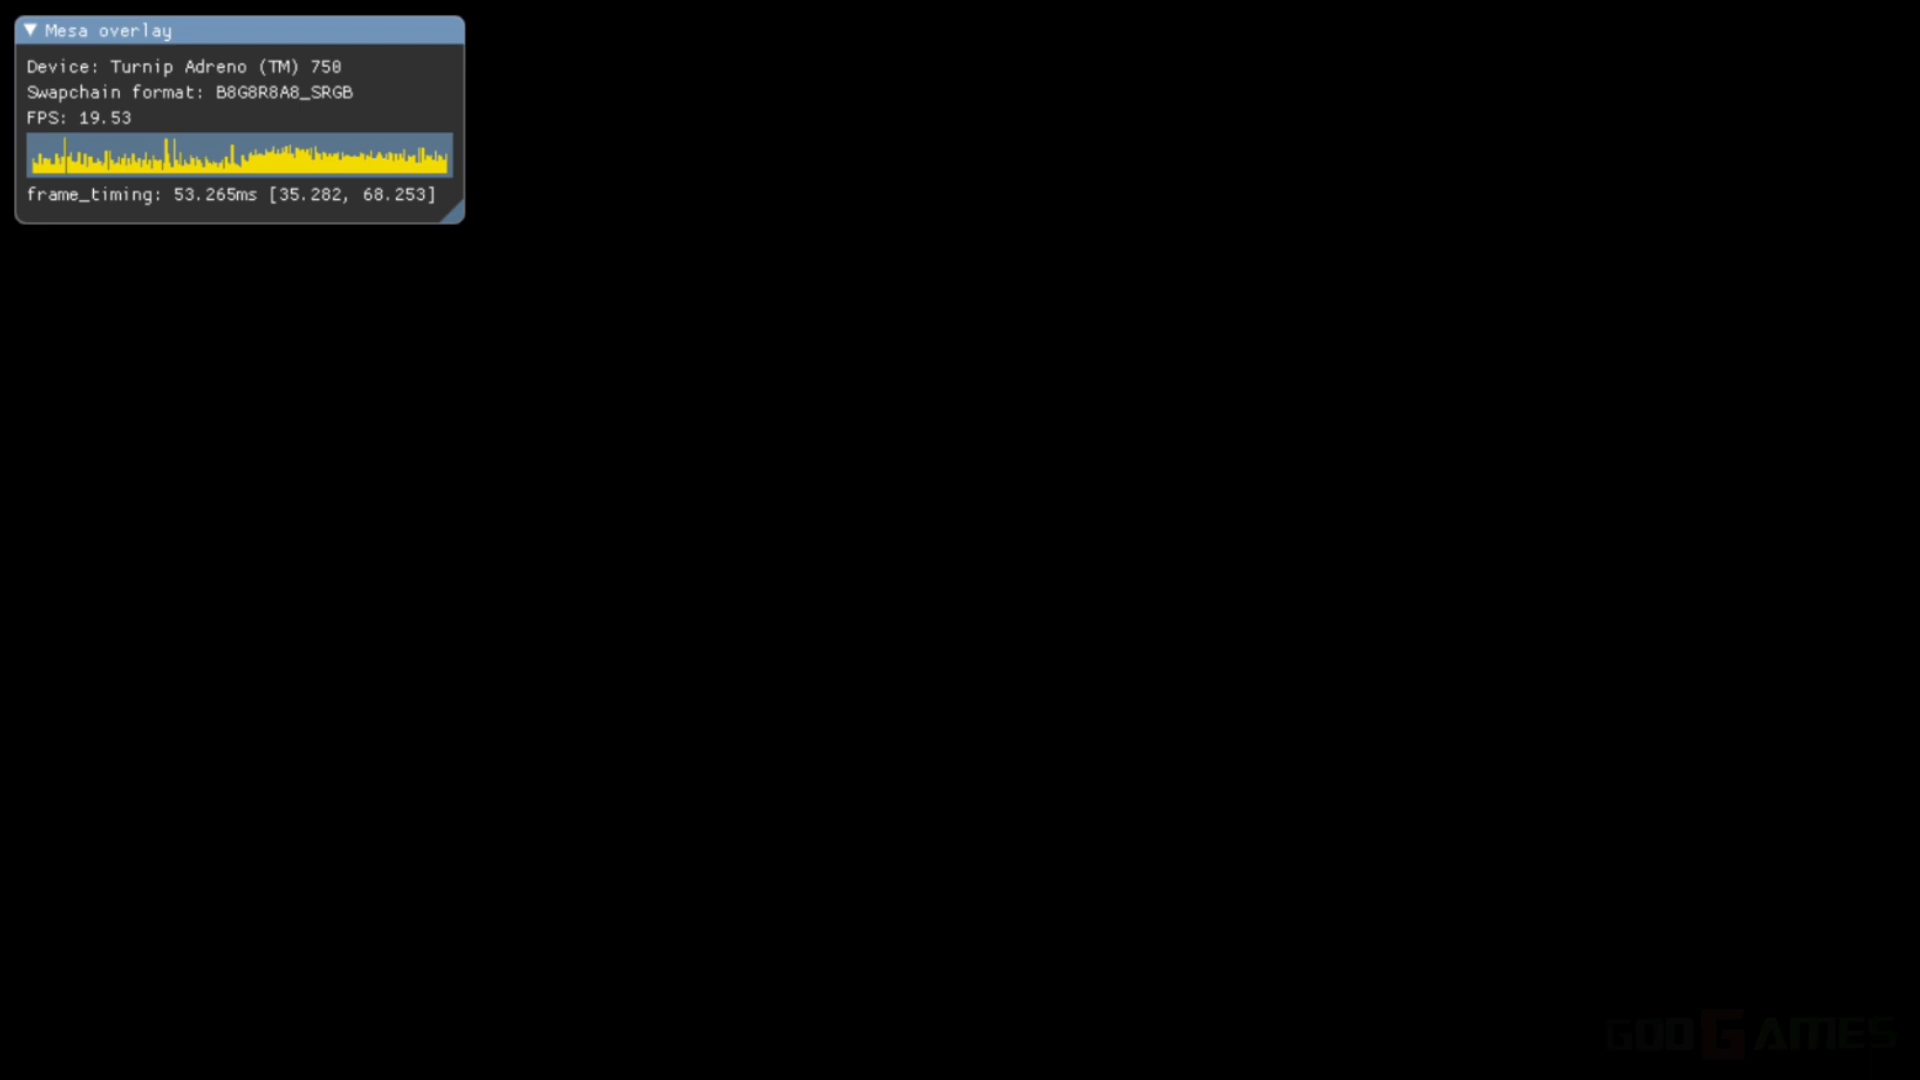 Mesa overlay
Device: Turnip Adreno (TM) 750
Swapchain format: B8G8R8A8_SRGB
FPS: 19.53
frame_timing: 53.265ms [35.282, 68.253]
GODGAMES